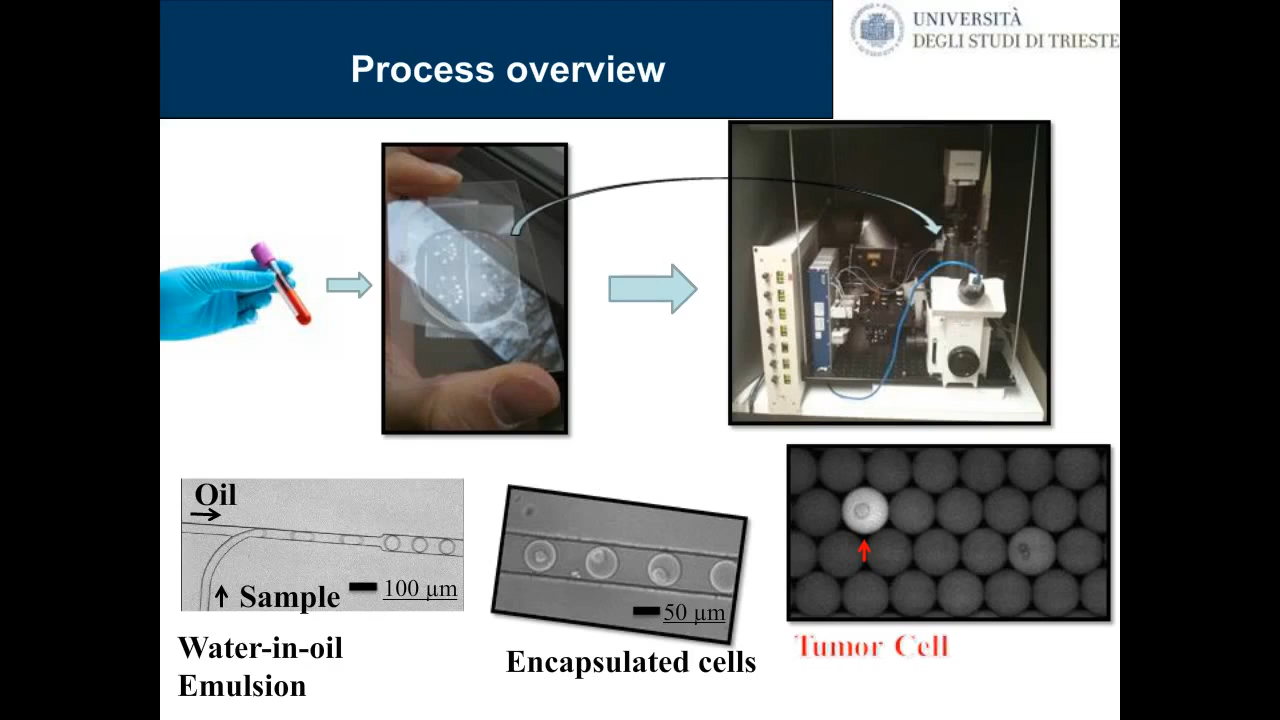 Process overview
UNIVERSITÀ
DEGLI STUDI DI TRIESTE
Oil
Sample
100 µm
50 µm
Water-in-oil
Emulsion
Encapsulated cells
Tumor Cell